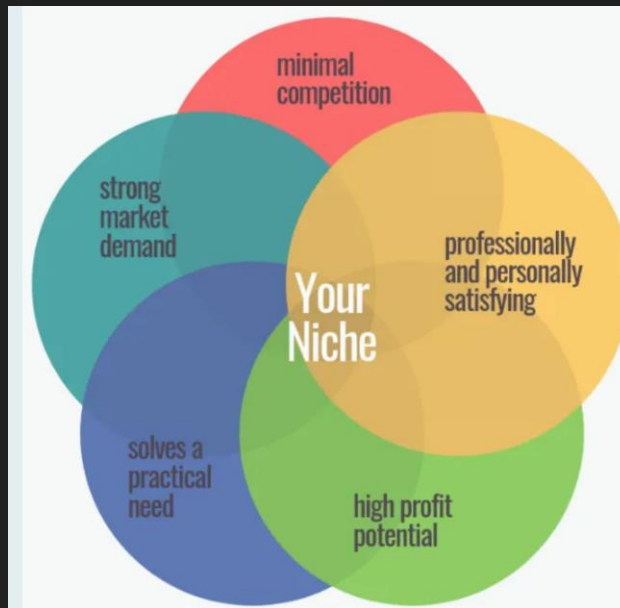 minimal
competition
strong
market
demand
professionally
and personally
satisfying
Your
Niche
solves a
practical
need
high profit
potential